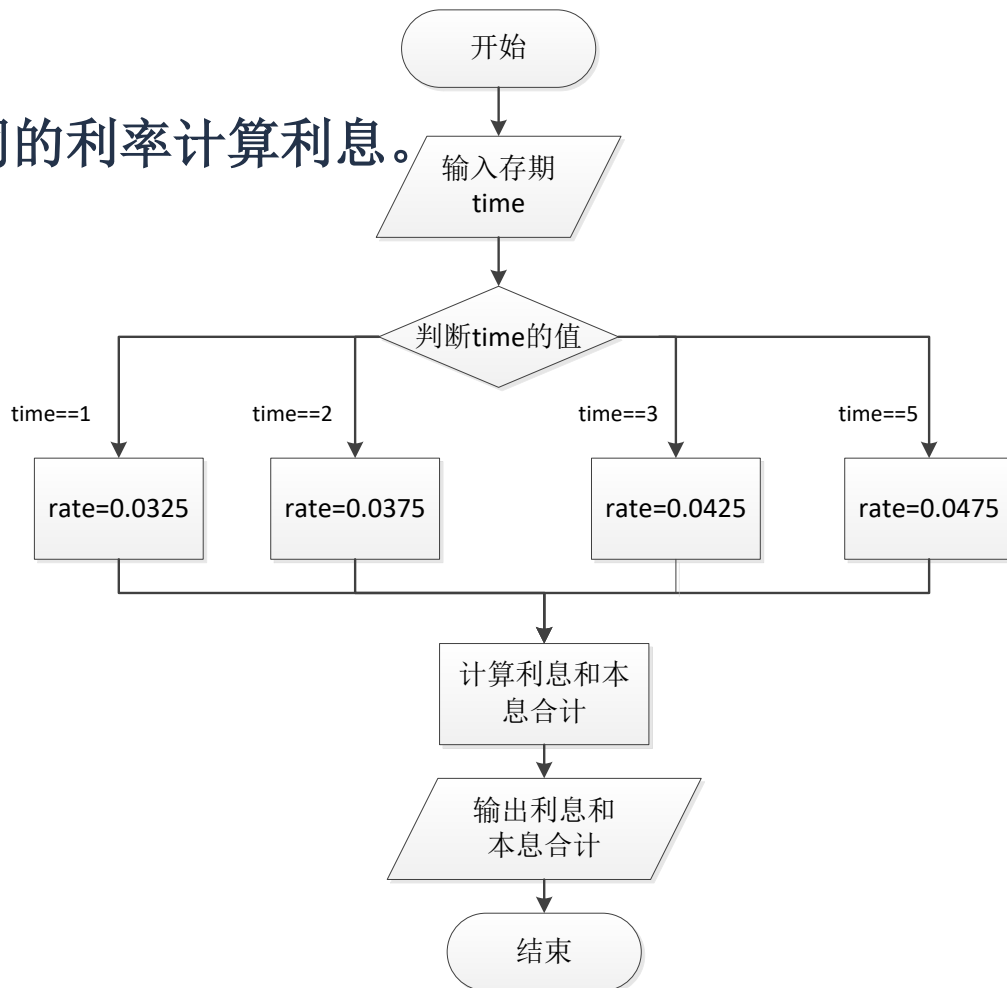 开始
的利率计算利息。
输入存期
time
判断time的值
time==1
time==2
time==3
time==5
rate=0.0325
rate=0.0375
rate=0.0425
rate=0.0475
计算利息和本
息合计
输出利息和
本息合计
结束